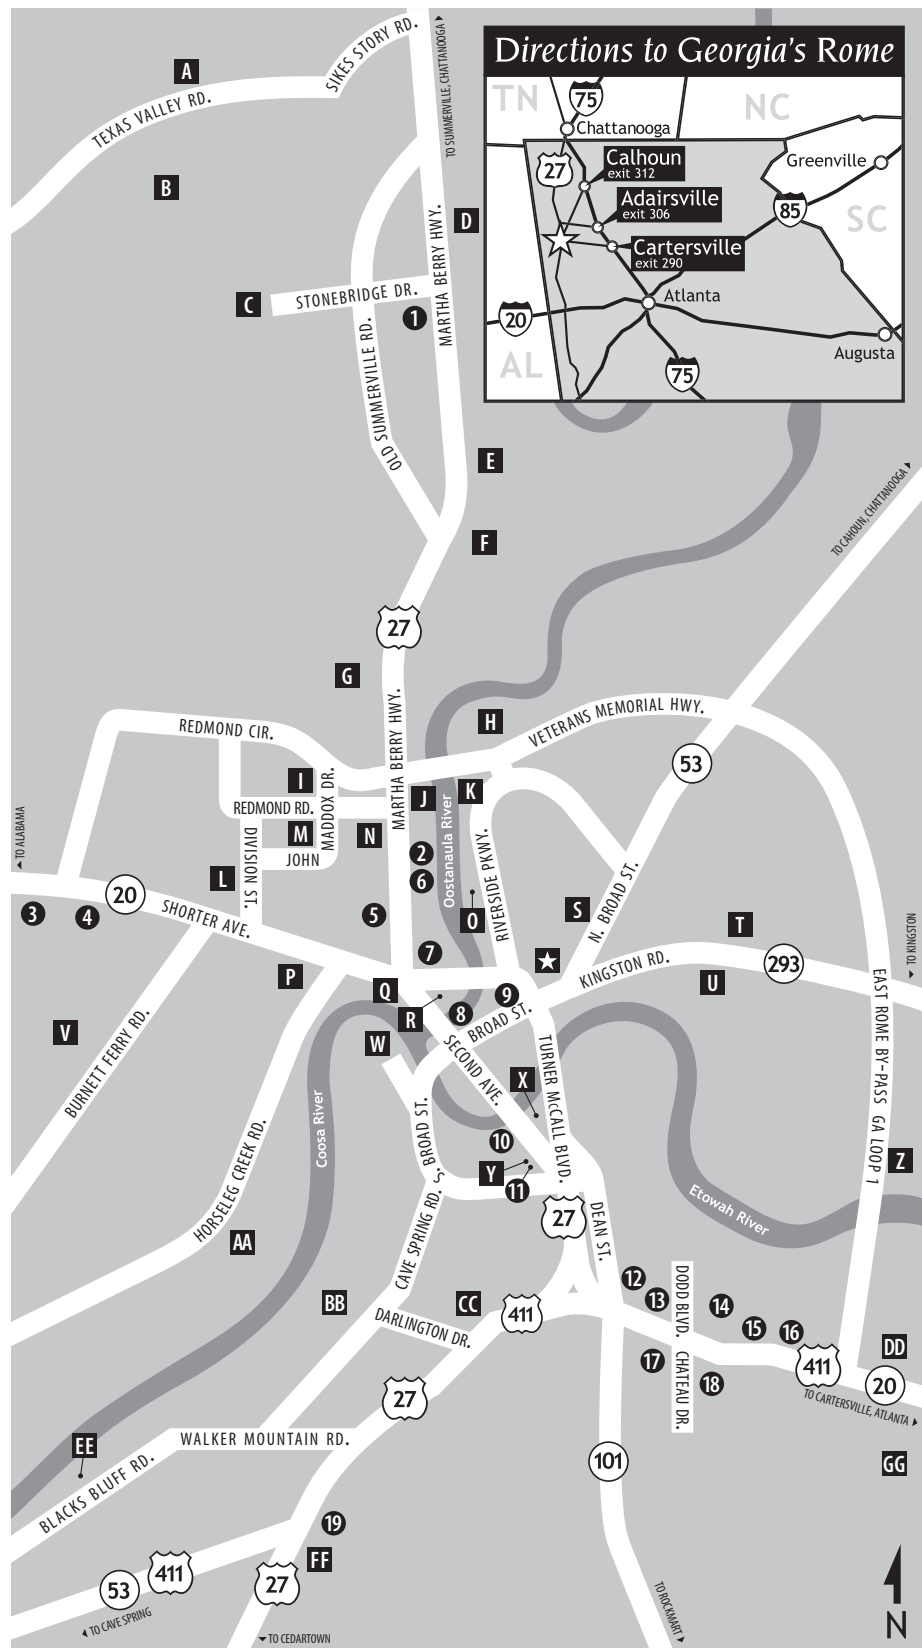 Directions to Georgia's Rome
TN
75
NC
Chattanooga
27
Calhoun
exit 312
Greenville
Adairsville
exit 306
85
SC
Cartersville
exit 290
Atlanta
20
Augusta
AL
75
SIKES STORY RD.
TO SUMMERVILLE, CHATTANOOGA
A
TEXAS VALLEY RD.
B
D
MARTHA BERRY HWY.
C
STONEBRIDGE DR.
1
OLD SUMMERVILLE RD.
E
TO CAHOUN, CHATTANOOGA
F
27
G
MARTHA BERRY HWY.
H
VETERANS MEMORIAL HWY.
REDMOND CIR.
53
I
MADDOX DR.
J
K
REDMOND RD.
Oostanaula River
TO ALABAMA
DIVISION ST.
M
N
JOHN
2
6
L
RIVERSIDE PKWY.
20
3
4
5
O
S
N. BROAD ST.
SHORTER AVE.
T
7
KINGSTON RD.
293
TO KINGSTON
P
Q
9
U
R
8
BROAD ST.
V
W
SECOND AVE.
TURNER McCALL BLVD.
EAST ROME BY-PASS GA LOOP 1
BURNETT FERRY RD.
X
Coosa River
S. BROAD ST.
10
Z
Y
11
HORSELEG CREEK RD.
Etowah River
27
DEAN ST.
AA
CAVE SPRING RD.
12
DODD BLVD.
13
14
BB
CC
411
15
16
DARLINGTON DR.
DD
17
CHATEAU DR.
411
18
20
TO CARTERSVILLE, ATLANTA
27
WALKER MOUNTAIN RD.
EE
101
GG
BLACKS BLUFF RD.
19
FF
411
53
27
TO CAVE SPRING
TO CEDARTOWN
TO ROCKMART
N